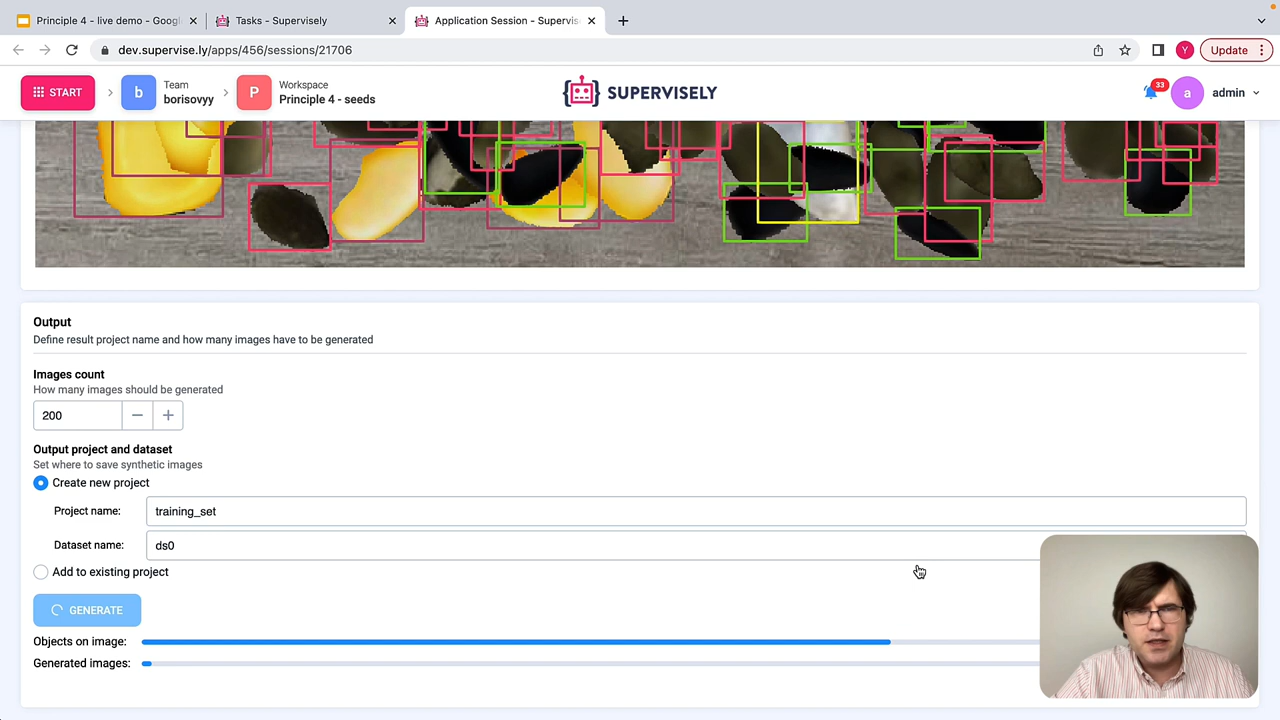 Principle 4 - live demo - Googl
Tasks - Supervisely
Application Session - Supervis
dev.supervise.ly/apps/456/sessions/21706
Y
Update
START
b
Team
borisovyy
P
Workspace
Principle 4 - seeds
SUPERVISELY
33
a
admin
Output
Define result project name and how many images have to be generated
Images count
How many images should be generated
200
Output project and dataset
Set where to save synthetic images
Create new project
Project name:
training_set
Dataset name:
ds0
Add to existing project
GENERATE
Objects on image:
Generated images: